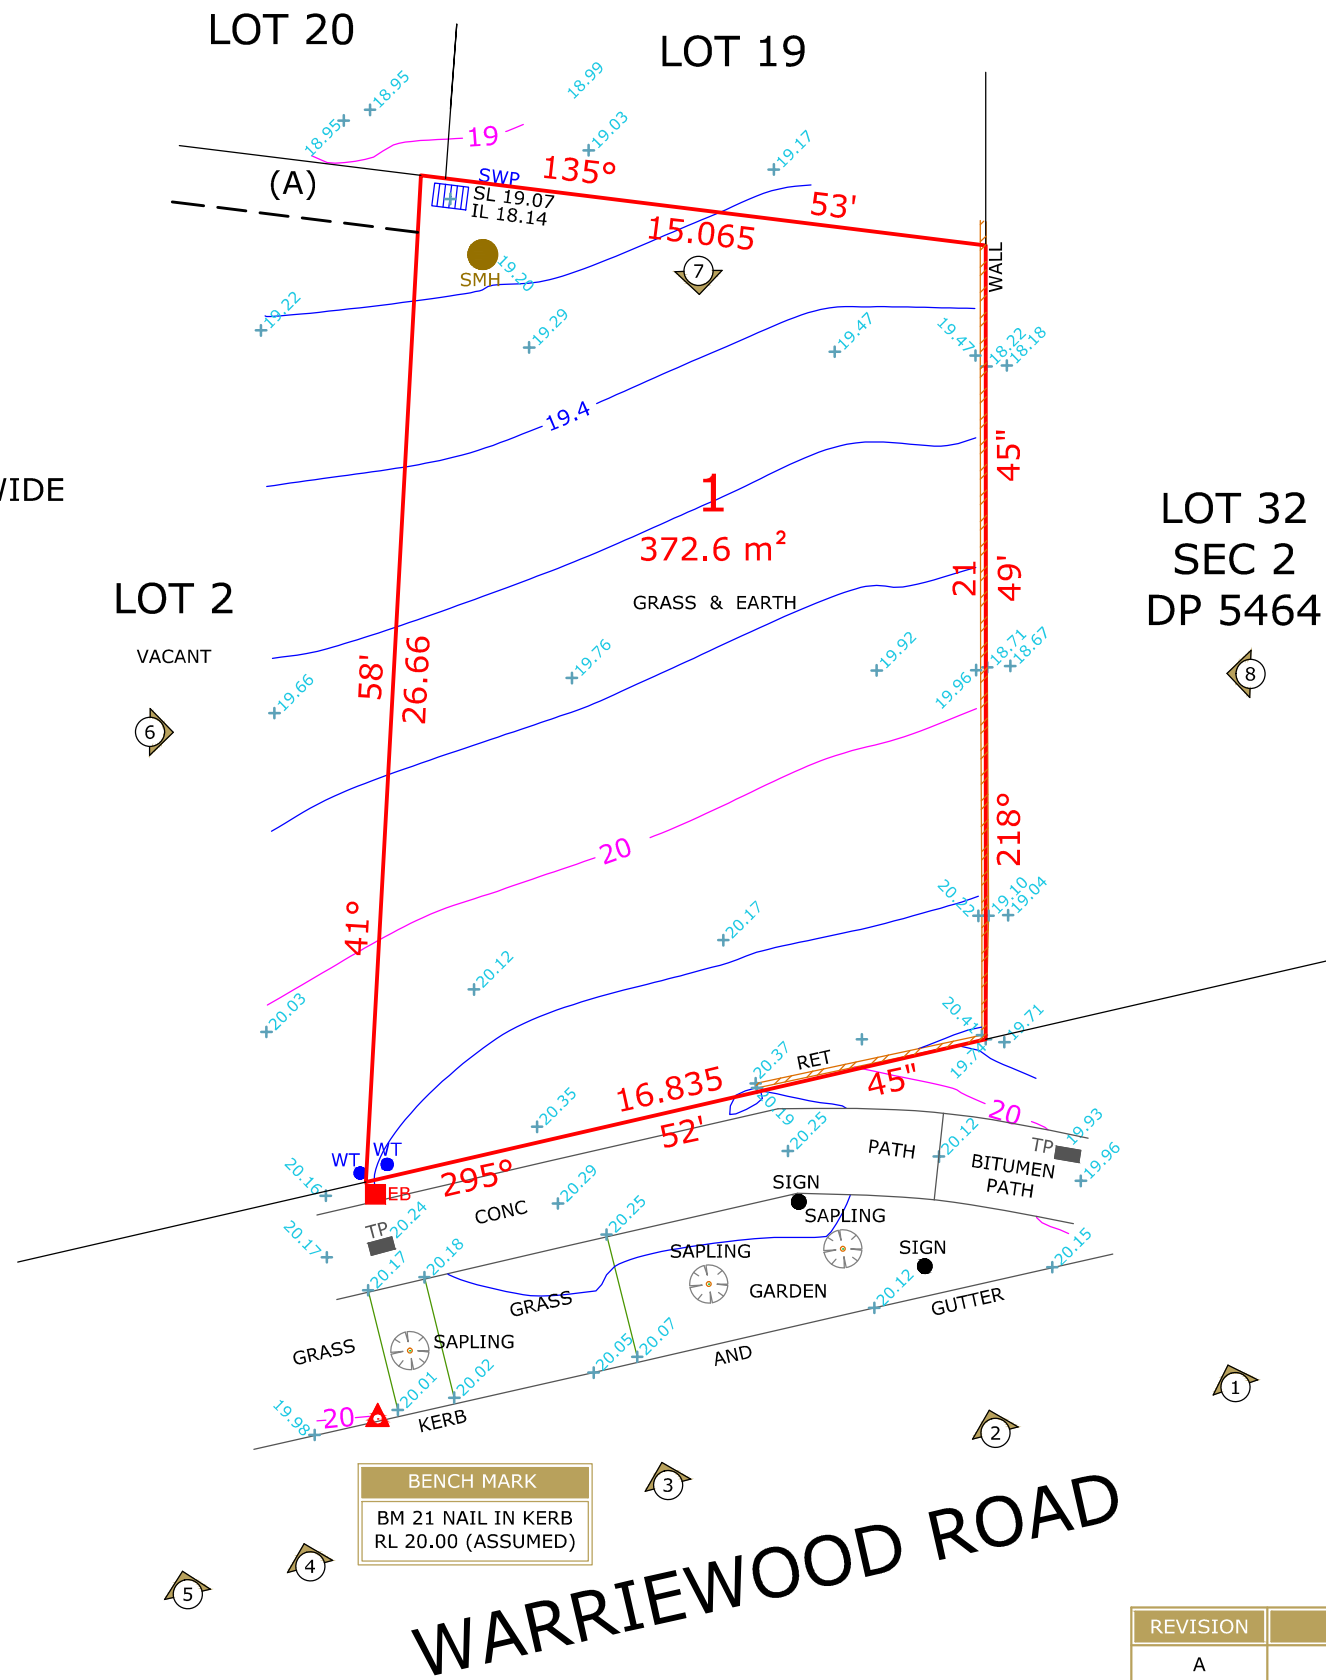 LOT 20
LOT 19
18.95
18.95
18.99
19
19.03
19.17
(A)
SWP
SL 19.07
IL 18.14
135°
53'
15.065
SMH
19.20
WALL
7
19.22
19.29
19.47
19.47
18.22
18.18
19.4
45"
1
372.6 m²
GRASS & EARTH
21
49'
LOT 32
SEC 2
DP 5464
LOT 2
VACANT
58'
26.66
19.66
19.76
19.92
19.96
18.71
18.67
8
6
218°
20
41°
20.22
19.10
19.04
20.17
20.12
20.03
20.41
19.74
19.71
RET
20.37
20.19
16.835
45"
52'
295°
20
20.35
20.25
PATH
20.12
BITUMEN
PATH
TP
19.93
19.96
WT
WT
EB
20.16
20.17
TP
20.24
CONC
20.29
20.25
SIGN
SAPLING
SAPLING
SIGN
20.15
20.17
20.18
GRASS
GARDEN
20.12
GUTTER
GRASS
SAPLING
20.05
20.07
AND
20.01
20.02
19.98
20
KERB
BENCH MARK
BM 21 NAIL IN KERB
RL 20.00 (ASSUMED)
1
2
3
4
5
WARRIEWOOD ROAD
REVISION
A